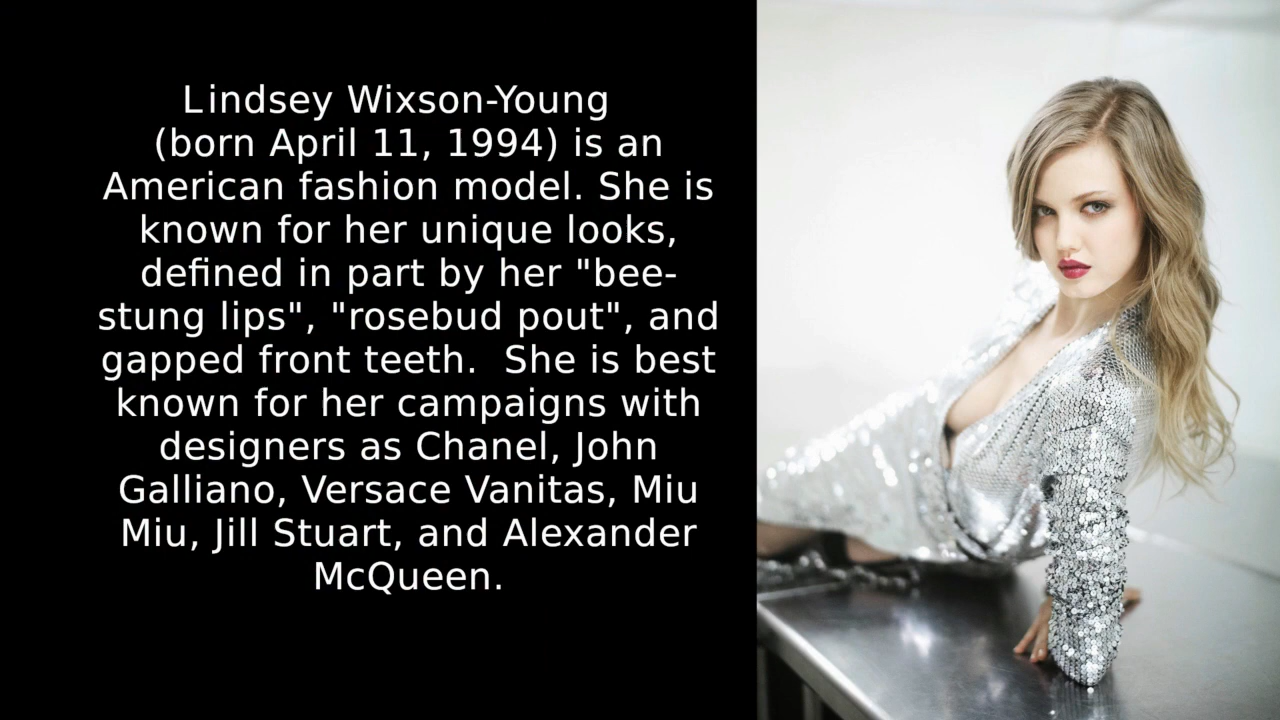 Lindsey Wixson-Young
(born April 11, 1994) is an
American fashion model. She is
known for her unique looks,
defined in part by her "bee-
stung lips", "rosebud pout", and
gapped front teeth.  She is best
known for her campaigns with
designers as Chanel, John
Galliano, Versace Vanitas, Miu
Miu, Jill Stuart, and Alexander
McQueen.